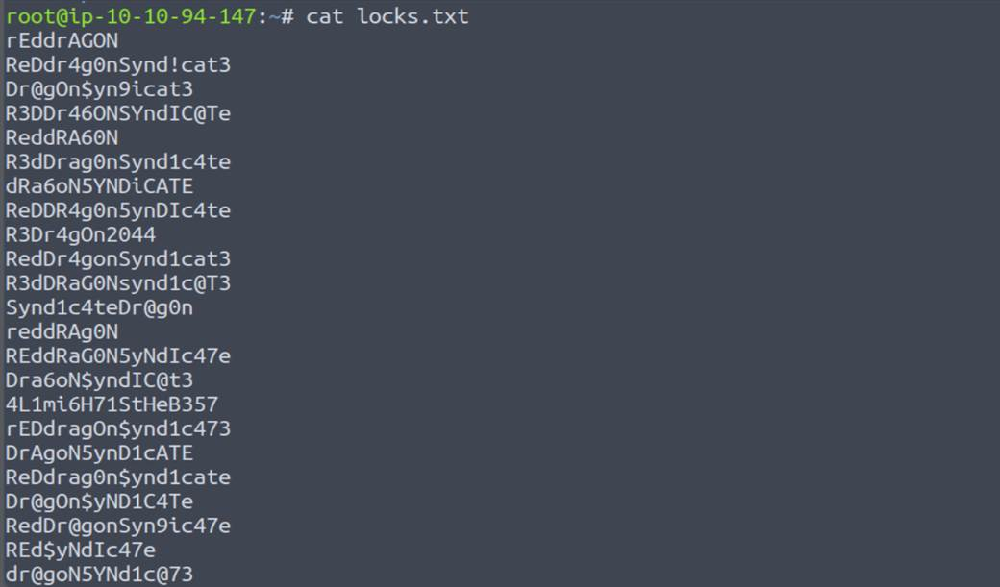 root@ip-10-10-94-147:~# cat locks.txt
rEddrAGON
ReDdr4g0nSynd!cat3
Dr@gOn$yn9icat3
R3DDr46ONSYndIC@Te
ReddRA60N
R3dDrag0nSynd1c4te
dRa6oN5YNDiCATE
ReDDR4g0n5ynDIc4te
R3Dr4gOn2044
RedDr4gonSynd1cat3
R3dDRaG0Nsynd1c@T3
Synd1c4teDr@g0n
reddRAg0N
REddRaG0N5yNdIc47e
Dra6oN$yndIC@t3
4L1mi6H71StHeB357
rEDdragOn$ynd1c473
DrAgoN5ynD1cATE
ReDdrag0n$ynd1cate
Dr@gOn$yND1C4Te
RedDr@gonSyn9ic47e
REd$yNdIc47e
dr@goN5YNd1c@73